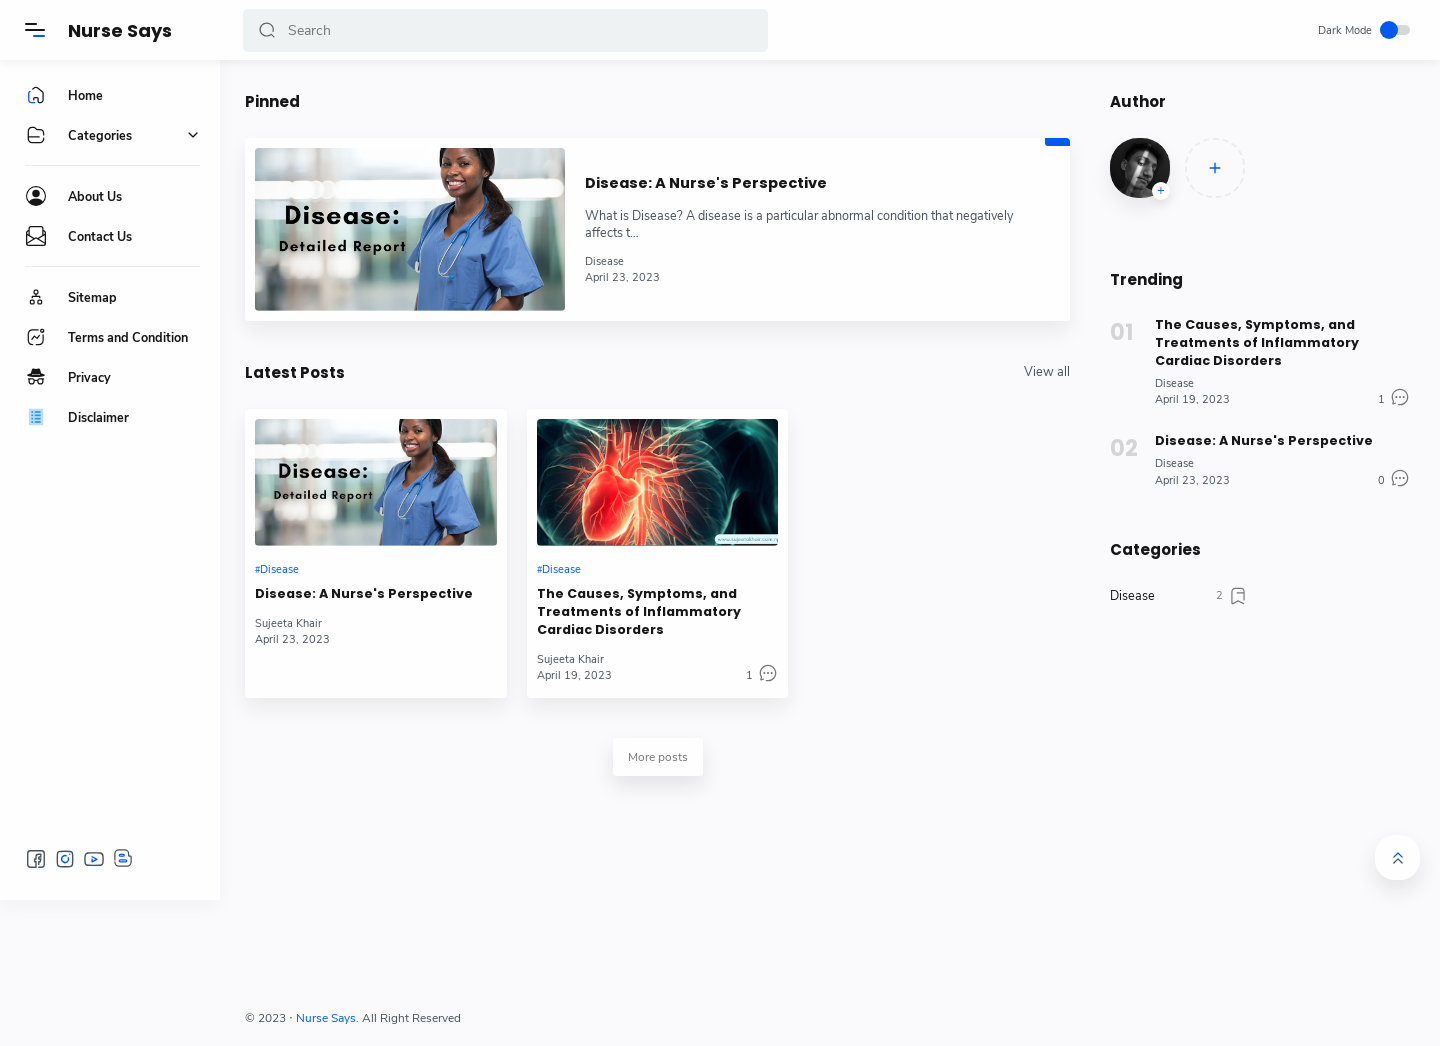 Nurse Says
Search
Dark Mode
Home
Categories
About Us
Contact Us
Sitemap
Terms and Condition
Privacy
Disclaimer
Pinned
Disease:
Detailed Report
Disease: A Nurse's Perspective
What is Disease? A disease is a particular abnormal condition that negatively
affects t...
Disease
April 23, 2023
Latest Posts
View all
Disease:
Detailed Report
#Disease
Disease: A Nurse's Perspective
Sujeeta Khair
April 23, 2023
#Disease
The Causes, Symptoms, and
Treatments of Inflammatory
Cardiac Disorders
Sujeeta Khair
April 19, 2023
1
More posts
Author
Trending
01
The Causes, Symptoms, and
Treatments of Inflammatory
Cardiac Disorders
Disease
April 19, 2023
1
02
Disease: A Nurse's Perspective
Disease
April 23, 2023
0
Categories
Disease
2
© 2023 · Nurse Says. All Right Reserved